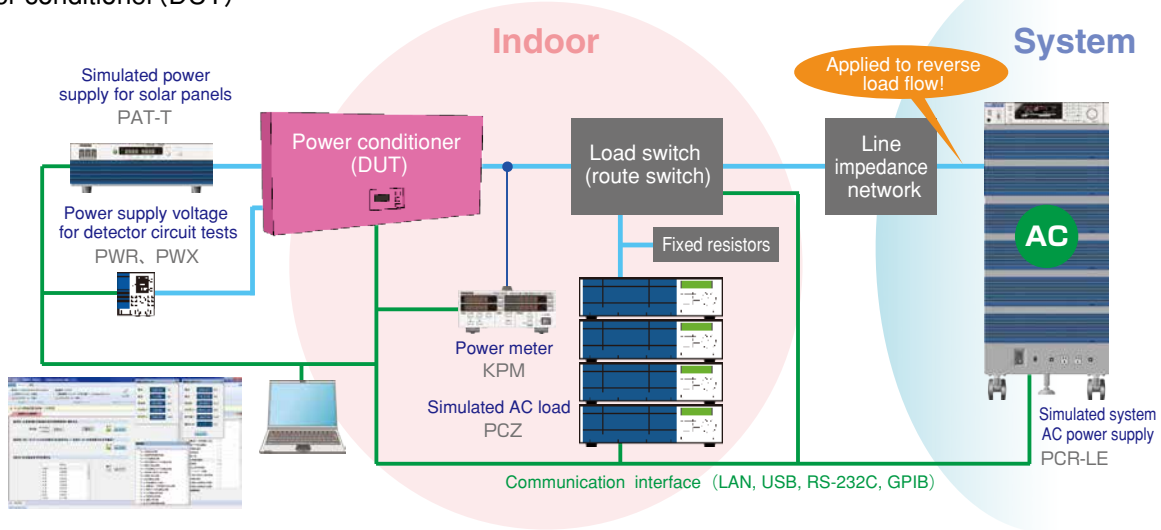 conditioner (DUT)
Indoor
System
Simulated power
supply for solar panels
PAT-T
Applied to reverse
load flow!
Power conditioner
(DUT)
Load switch
(route switch)
Line
impedance
network
Power supply voltage
for detector circuit tests
PWR、PWX
Fixed resistors
AC
Power meter
KPM
Simulated AC load
PCZ
Simulated system
AC power supply
PCR-LE
Communication interface (LAN, USB, RS-232C, GPIB)